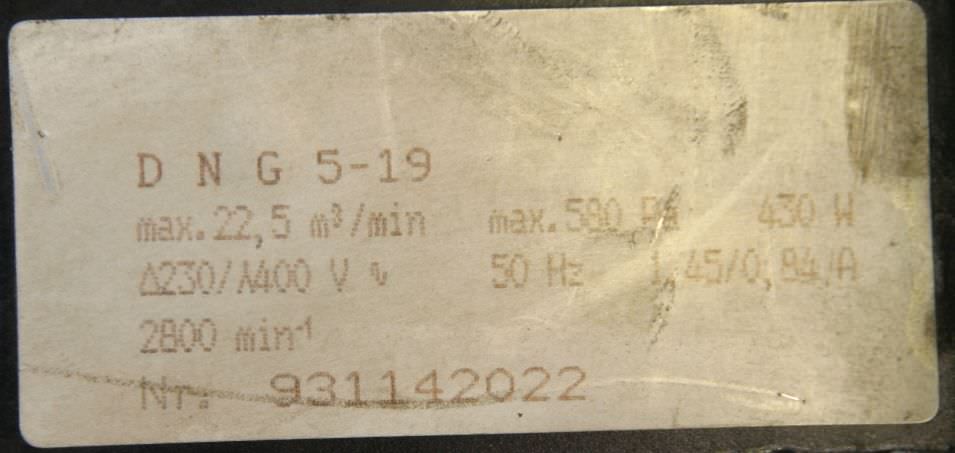 D N G 5-19
max.22,5 m³/min max.580 Pa 430 W
Δ230/⅄400 V ∿ 50 Hz 1,45/0,84/A
2800 min⁻¹
Nr. 931142022